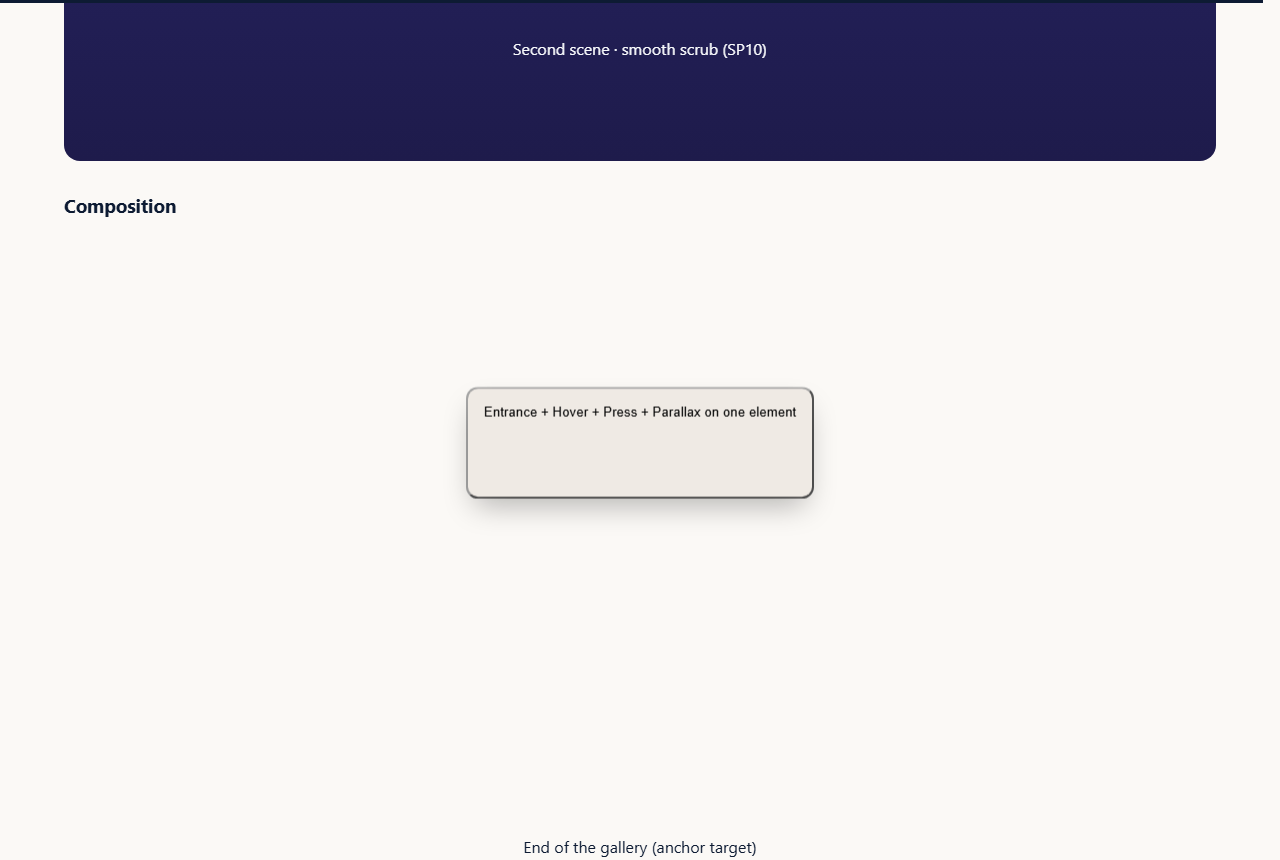 Second scene · smooth scrub (SP10)
Composition
Entrance + Hover + Press + Parallax on one element
End of the gallery (anchor target)